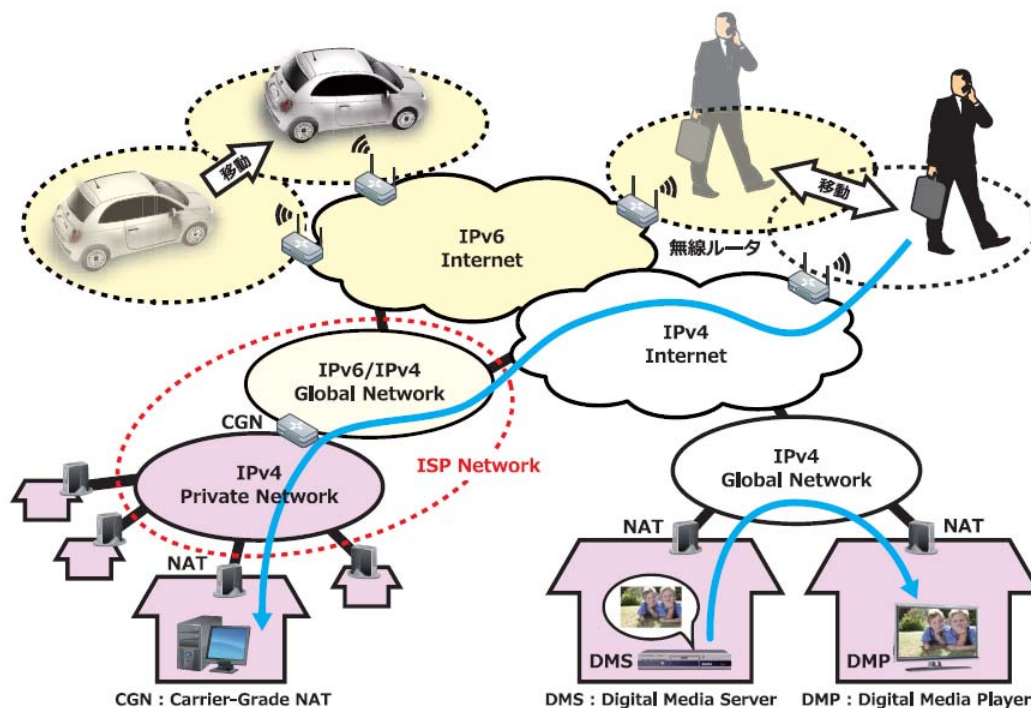 移動
移動
IPv6
Internet
無線ルータ
IPv4
Internet
IPv6/IPv4
Global Network
CGN
ISP Network
IPv4
Private Network
IPv4
Global Network
NAT
NAT
NAT
DMS
DMP
CGN : Carrier-Grade NAT
DMS : Digital Media Server
DMP : Digital Media Player